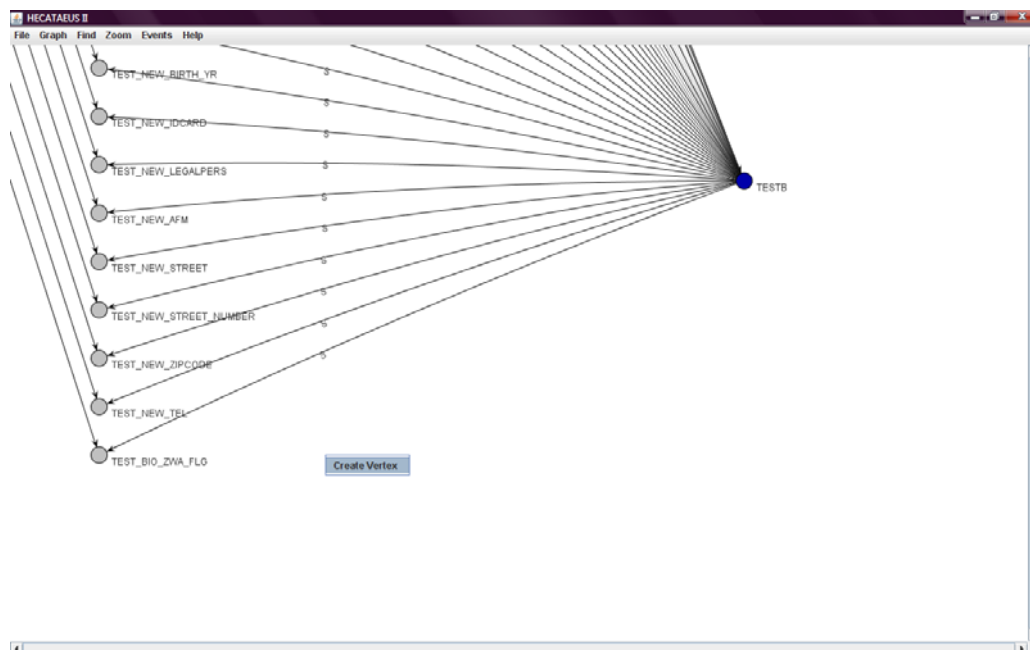 HECATAEUS II
File Graph Find Zoom Events Help
TEST_NEW_BIRTH_YR
S
S
TEST_NEW_IDCARD
S
TEST_NEW_LEGALPERS
S
TESTB
S
TEST_NEW_AFM
S
TEST_NEW_STREET
S
S
TEST_NEW_STREET_NUMBER
S
TEST_NEW_ZIPCODE
S
TEST_NEW_TEL
TEST_BIO_ZWA_FLG
Create Vertex